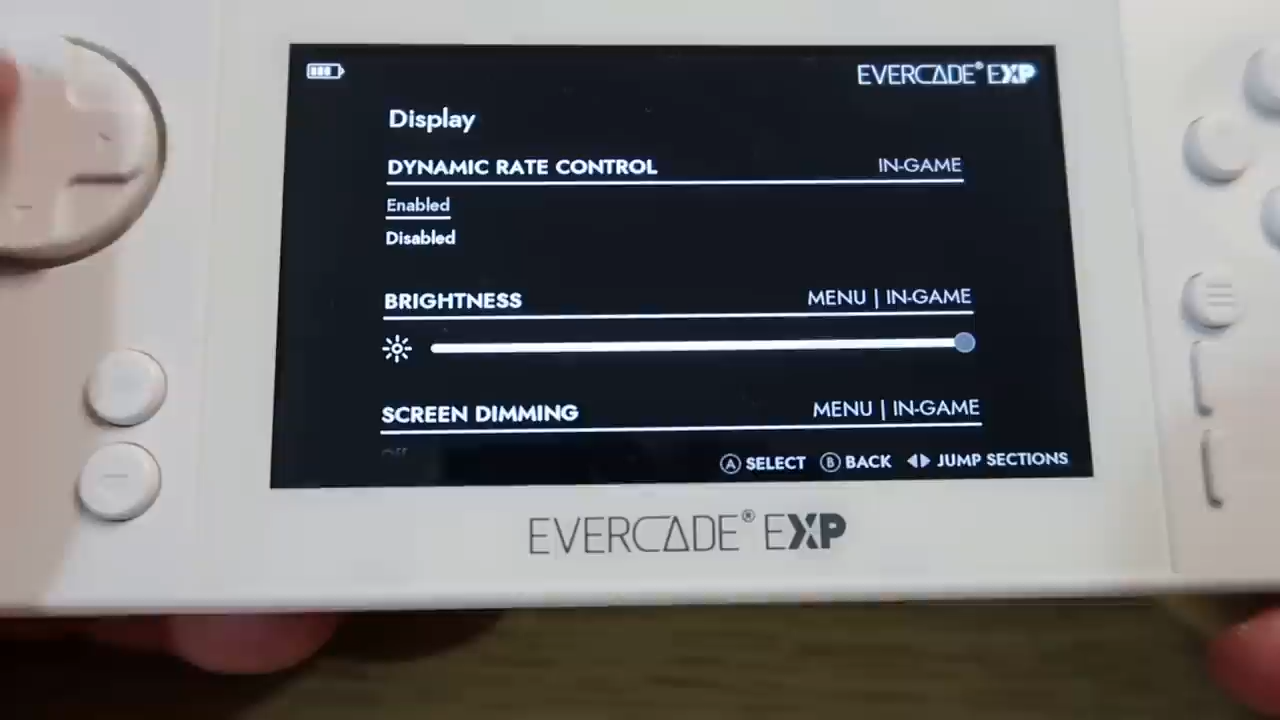 EVERCADE® EXP
Display
DYNAMIC RATE CONTROL IN-GAME
Enabled
Disabled
BRIGHTNESS MENU | IN-GAME
SCREEN DIMMING MENU | IN-GAME
Off
A SELECT B BACK JUMP SECTIONS
EVERCADE® EXP